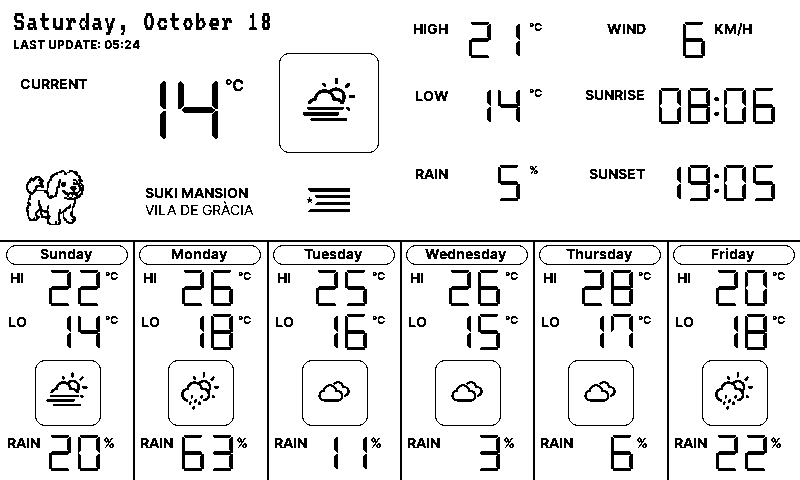 Saturday, October 18
LAST UPDATE: 05:24
CURRENT
14 °C
SUKI MANSION
VILA DE GRÀCIA
HIGH 21 °C
LOW 14 °C
RAIN 5 %
WIND 6 KM/H
SUNRISE 08:06
SUNSET 19:05
Sunday
HI 22 °C
LO 14 °C
RAIN 20 %
Monday
HI 26 °C
LO 18 °C
RAIN 63 %
Tuesday
HI 25 °C
LO 16 °C
RAIN 11 %
Wednesday
HI 26 °C
LO 15 °C
RAIN 3 %
Thursday
HI 28 °C
LO 17 °C
RAIN 6 %
Friday
HI 20 °C
LO 18 °C
RAIN 22 %